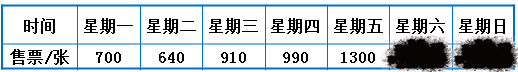 时间 星期一 星期二 星期三 星期四 星期五 星期六 星期日
售票/张 700 640 910 990 1300